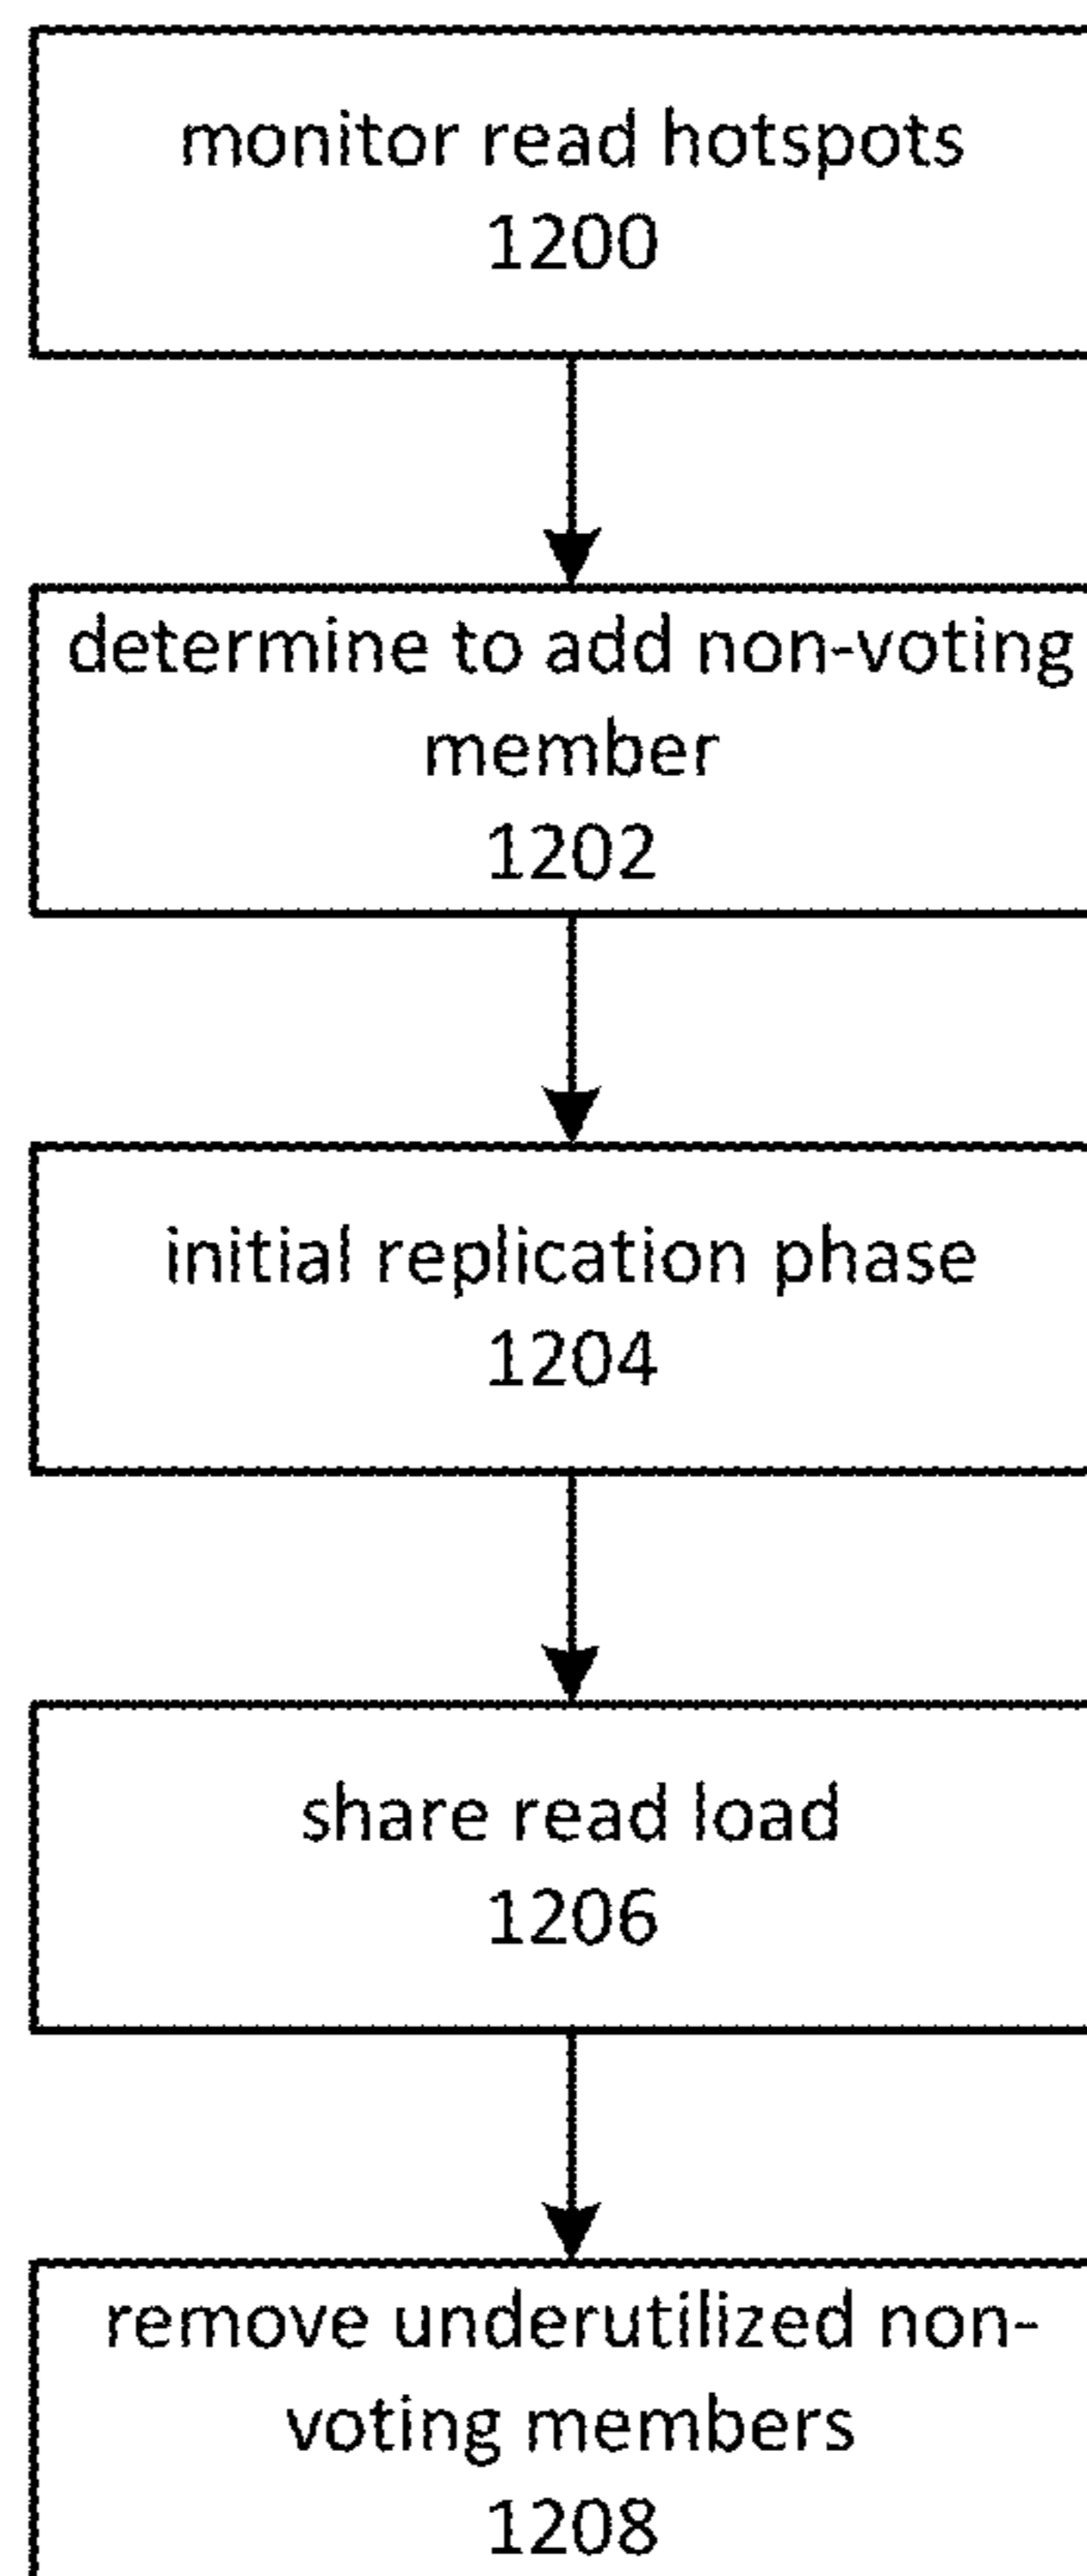 monitor read hotspots
1200
determine to add non-voting
member
1202
initial replication phase
1204
share read load
1206
remove underutilized non-
voting members
1208